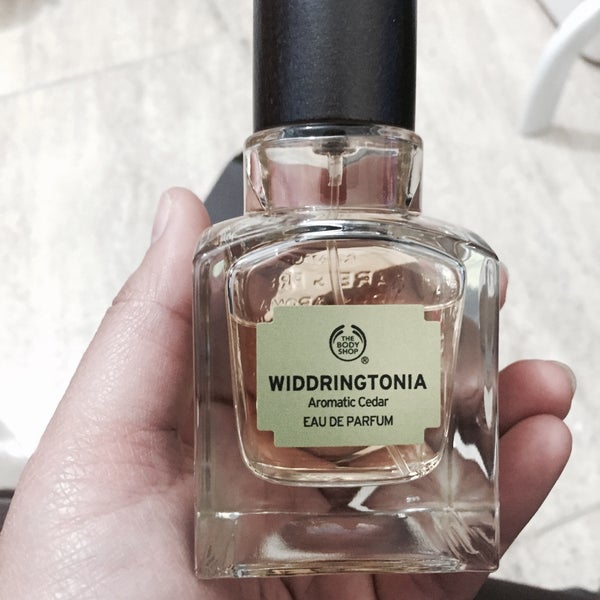 THE
BODY
SHOP
®
WIDDRINGTONIA
Aromatic Cedar
EAU DE PARFUM